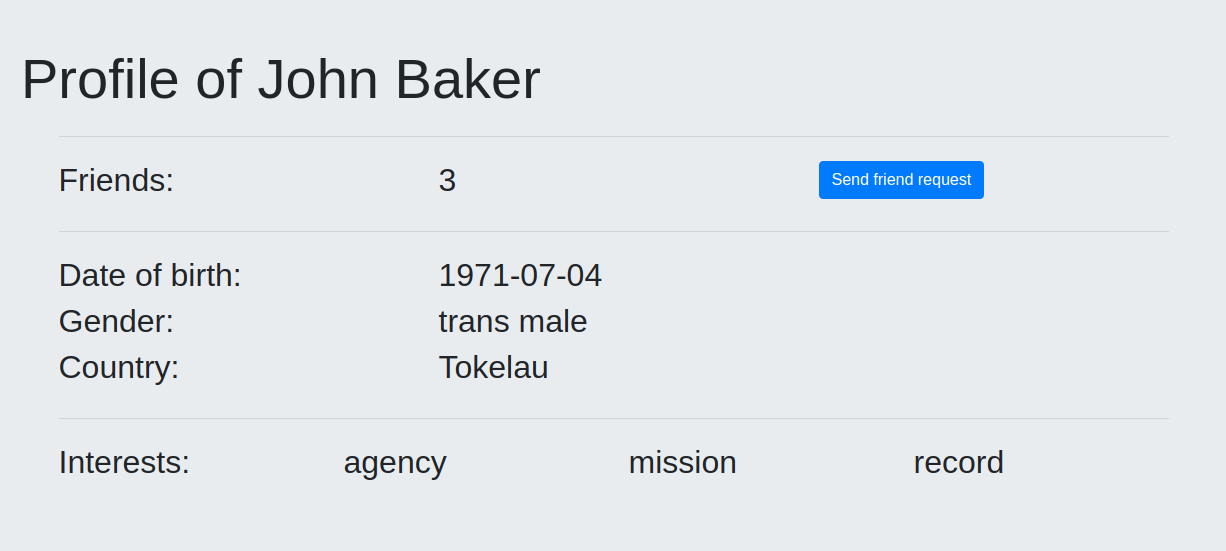 Profile of John Baker
Friends: 3 Send friend request
Date of birth: 1971-07-04
Gender: trans male
Country: Tokelau
Interests: agency mission record